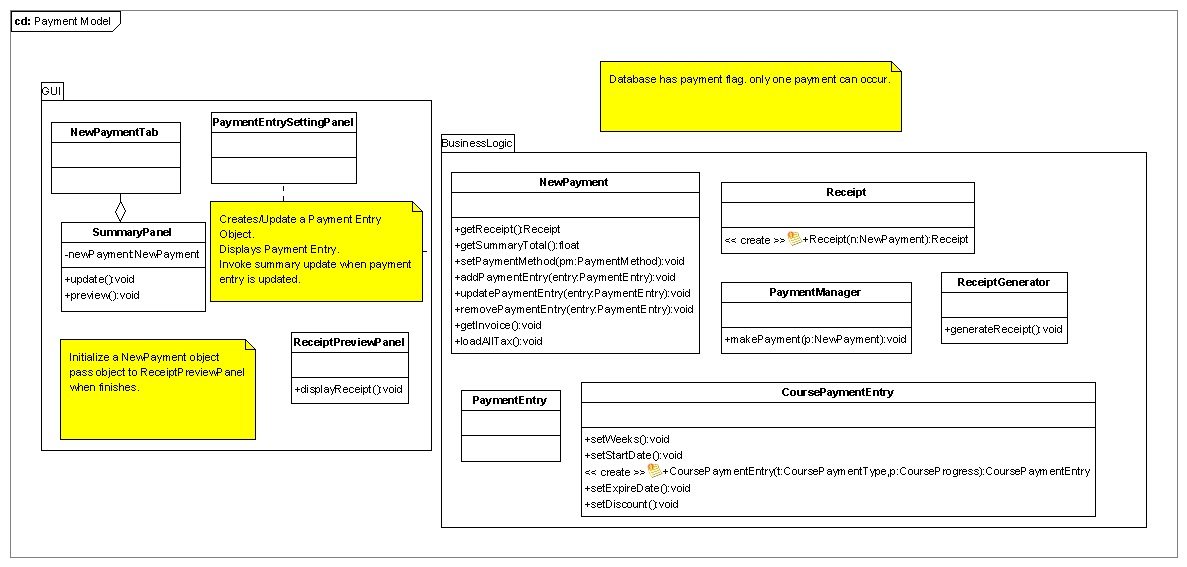 cd: Payment Model
Database has payment flag. only one payment can occur.
GUI
NewPaymentTab
PaymentEntrySettingPanel
Creates/Update a Payment Entry
Object.
Displays Payment Entry.
Invoke summary update when payment
entry is updated.
SummaryPanel
-newPayment:NewPayment
+update():void
+preview():void
Initialize a NewPayment object
pass object to ReceiptPreviewPanel
when finishes.
ReceiptPreviewPanel
+displayReceipt():void
BusinessLogic
NewPayment
+getReceipt():Receipt
+getSummaryTotal():float
+setPaymentMethod(pm:PaymentMethod):void
+addPaymentEntry(entry:PaymentEntry):void
+updatePaymentEntry(entry:PaymentEntry):void
+removePaymentEntry(entry:PaymentEntry):void
+getInvoice():void
+loadAllTax():void
Receipt
<< create >> +Receipt(n:NewPayment):Receipt
PaymentManager
+makePayment(p:NewPayment):void
ReceiptGenerator
+generateReceipt():void
PaymentEntry
CoursePaymentEntry
+setWeeks():void
+setStartDate():void
<< create >> +CoursePaymentEntry(t:CoursePaymentType,p:CourseProgress):CoursePaymentEntry
+setExpireDate():void
+setDiscount():void